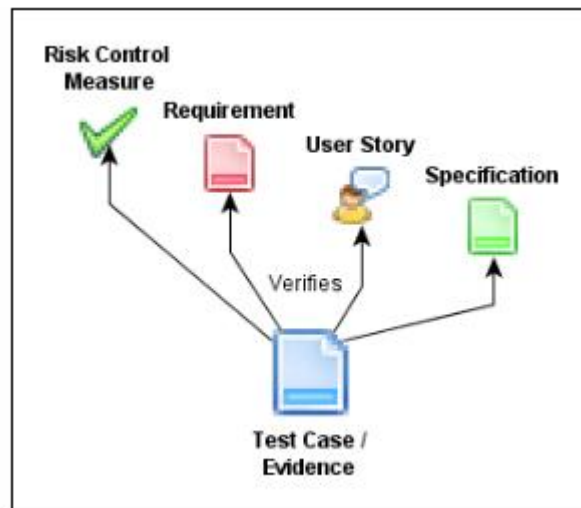 Risk Control
Measure
Requirement
User Story
Specification
Verifies
Test Case /
Evidence